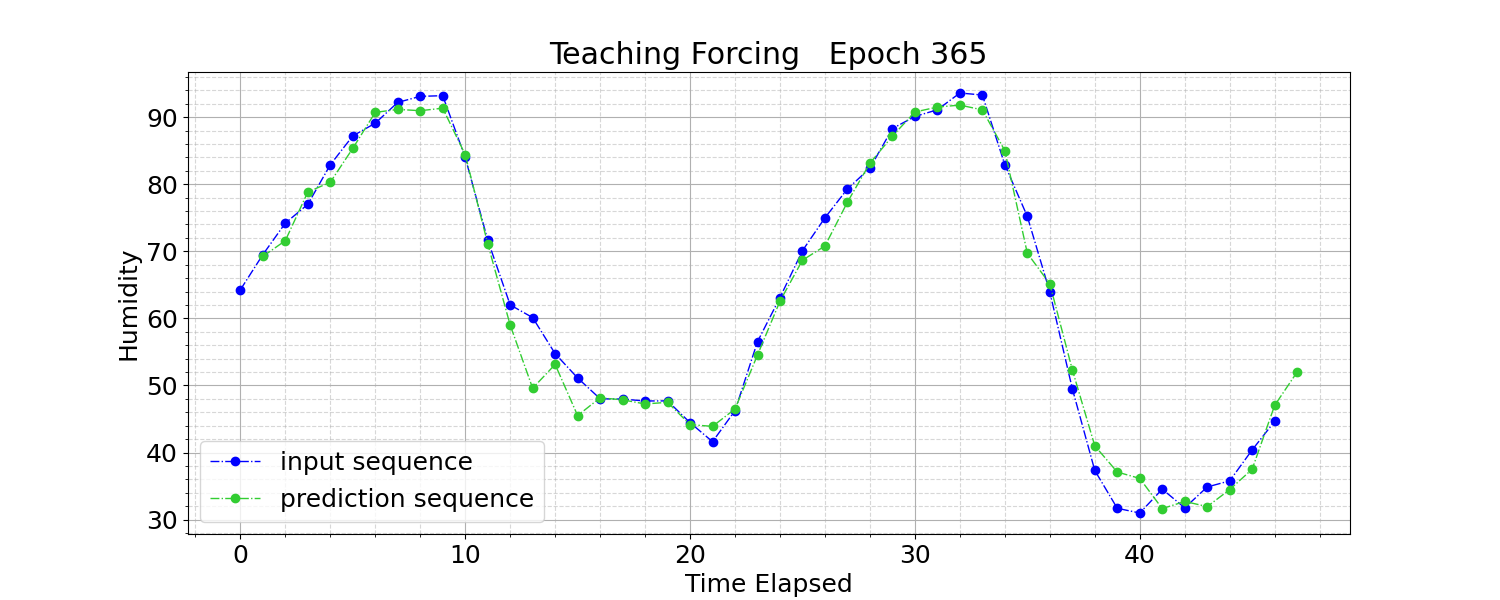 Teaching Forcing   Epoch 365
Humidity
90
80
70
60
50
40
30
input sequence
prediction sequence
0 10 20 30 40
Time Elapsed